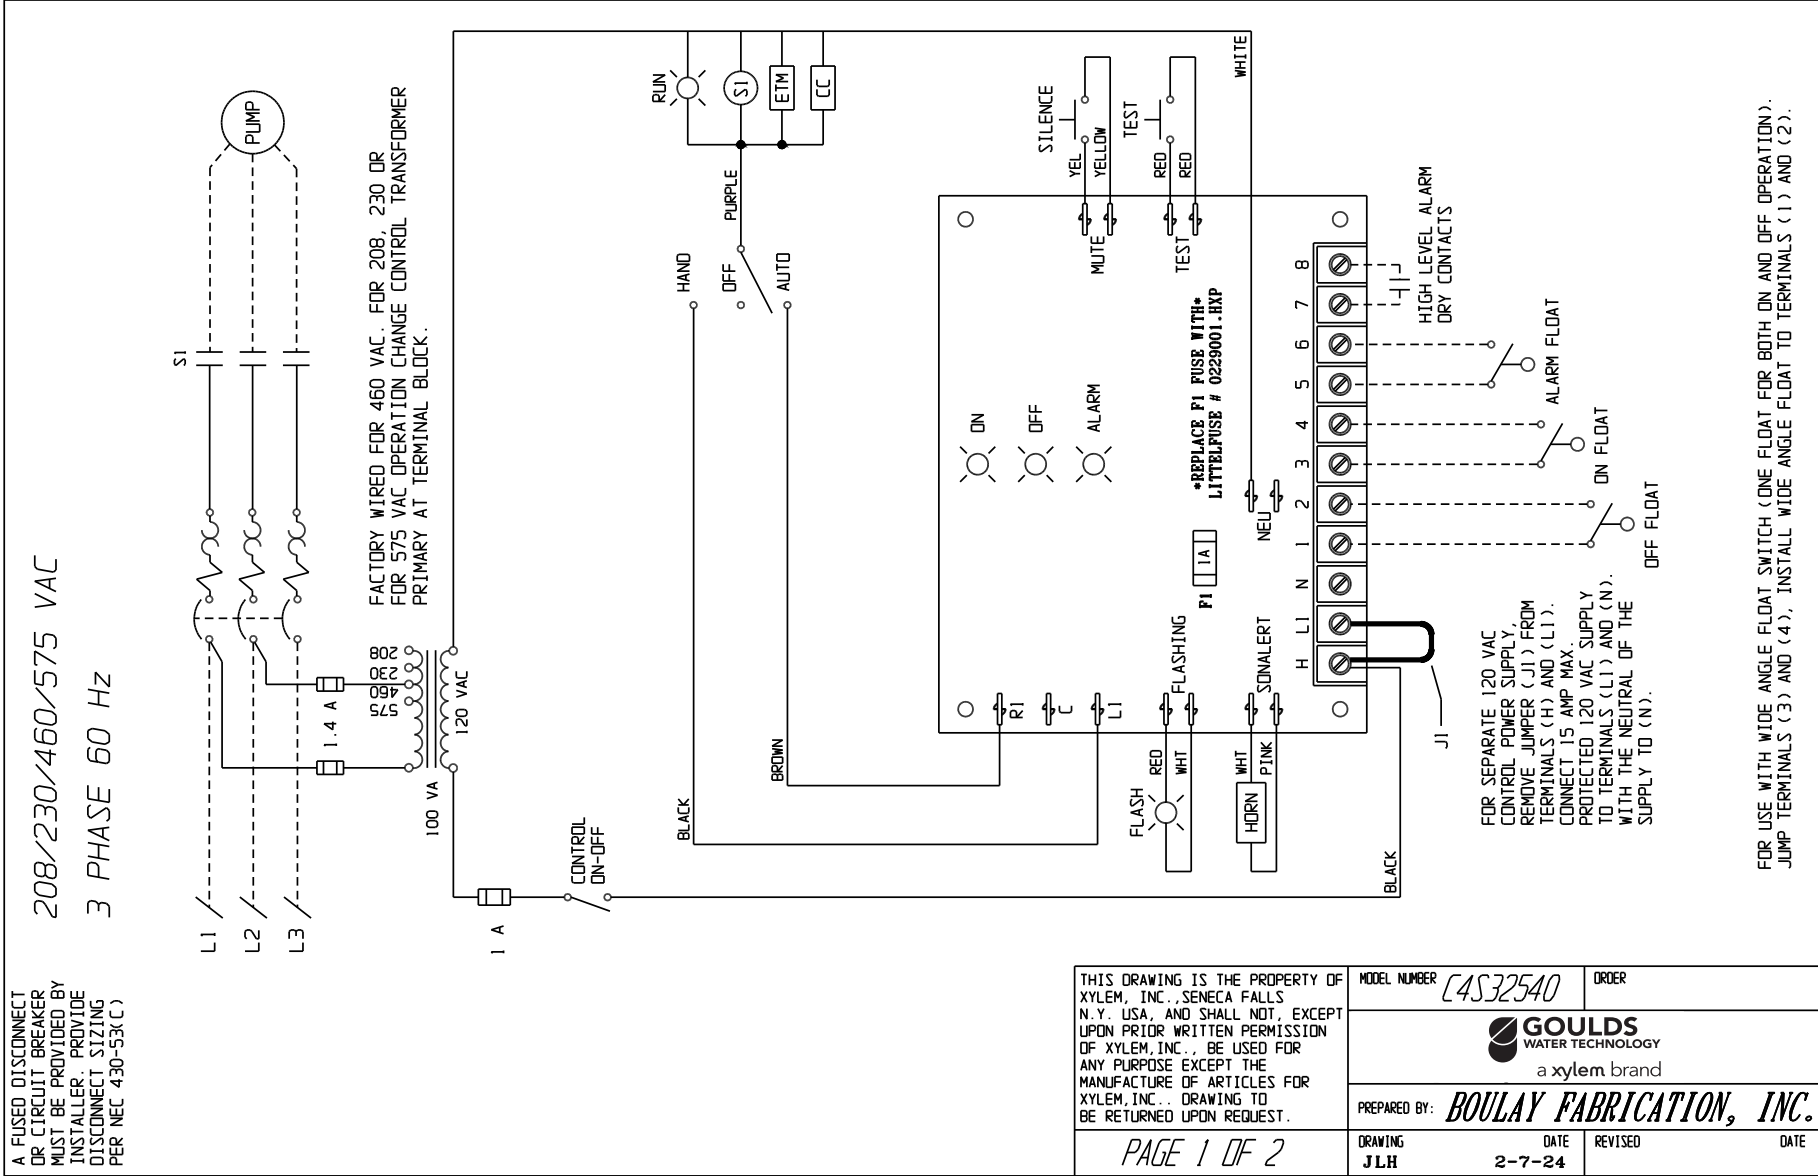 208/230/460/575 VAC
3 PHASE 60 Hz
A FUSED DISCONNECT
OR CIRCUIT BREAKER
MUST BE PROVIDED BY
INSTALLER. PROVIDE
DISCONNECT SIZING
PER NEC 430-53(C)
L1
L2
L3
S1
PUMP
FACTORY WIRED FOR 460 VAC. FOR 208, 230 OR
FOR 575 VAC OPERATION CHANGE CONTROL TRANSFORMER
PRIMARY AT TERMINAL BLOCK.
208
230
460
575
1.4 A
120 VAC
100 VA
1 A
CONTROL
ON-OFF
RUN
S1
ETM
CC
PURPLE
HAND
OFF
AUTO
BLACK
BROWN
WHITE
SILENCE
YEL
YELLOW
TEST
RED
RED
MUTE
TEST
ON
OFF
ALARM
*REPLACE F1 FUSE WITH*
LITTELFUSE # 0229001.HXP
F1
1A
NEU
R1
C
L1
FLASHING
SONALERT
FLASH
RED
WHT
HORN
WHT
PINK
BLACK
8
7
6
5
4
3
2
1
N
L1
H
J1
HIGH LEVEL ALARM
DRY CONTACTS
ALARM FLOAT
ON FLOAT
OFF FLOAT
FOR SEPARATE 120 VAC
CONTROL POWER SUPPLY,
REMOVE JUMPER (J1) FROM
TERMINALS (H) AND (L1).
CONNECT 15 AMP MAX.
PROTECTED 120 VAC SUPPLY
TO TERMINALS (L1) AND (N).
WITH THE NEUTRAL OF THE
SUPPLY TO (N).
FOR USE WITH WIDE ANGLE FLOAT SWITCH (ONE FLOAT FOR BOTH ON AND OFF OPERATION).
JUMP TERMINALS (3) AND (4), INSTALL WIDE ANGLE FLOAT TO TERMINALS (1) AND (2).
THIS DRAWING IS THE PROPERTY OF
XYLEM, INC.,SENECA FALLS
N.Y. USA, AND SHALL NOT, EXCEPT
UPON PRIOR WRITTEN PERMISSION
OF XYLEM,INC., BE USED FOR
ANY PURPOSE EXCEPT THE
MANUFACTURE OF ARTICLES FOR
XYLEM,INC.. DRAWING TO
BE RETURNED UPON REQUEST.
PAGE 1 OF 2
MODEL NUMBER C4S32540
ORDER
GOULDS
WATER TECHNOLOGY
a xylem brand
PREPARED BY: BOULAY FABRICATION, INC.
DRAWING DATE
JLH 2-7-24
REVISED DATE